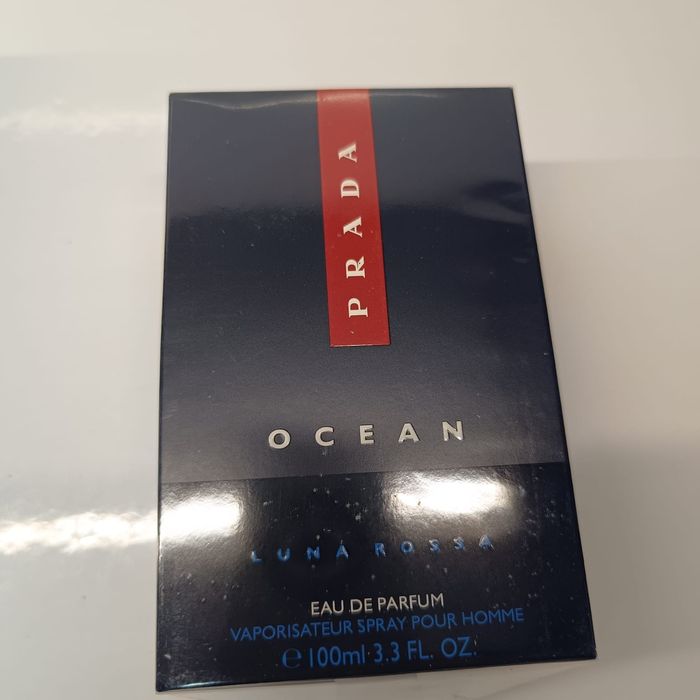 PRADA
OCEAN
LUNA ROSSA
EAU DE PARFUM
VAPORISATEUR SPRAY POUR HOMME
℮ 100ml 3.3 FL. OZ.